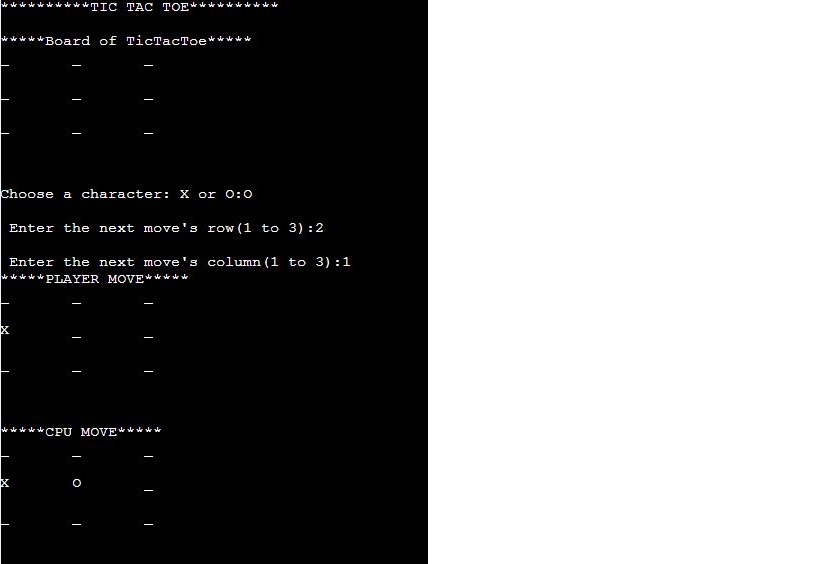 **********TIC TAC TOE**********
*****Board of TicTacToe*****
_ _ _
_ _ _
_ _ _
Choose a character: X or O:O
Enter the next move's row(1 to 3):2
Enter the next move's column(1 to 3):1
*****PLAYER MOVE*****
_ _ _
X _ _
_ _ _
*****CPU MOVE*****
_ _ _
X O _
_ _ _